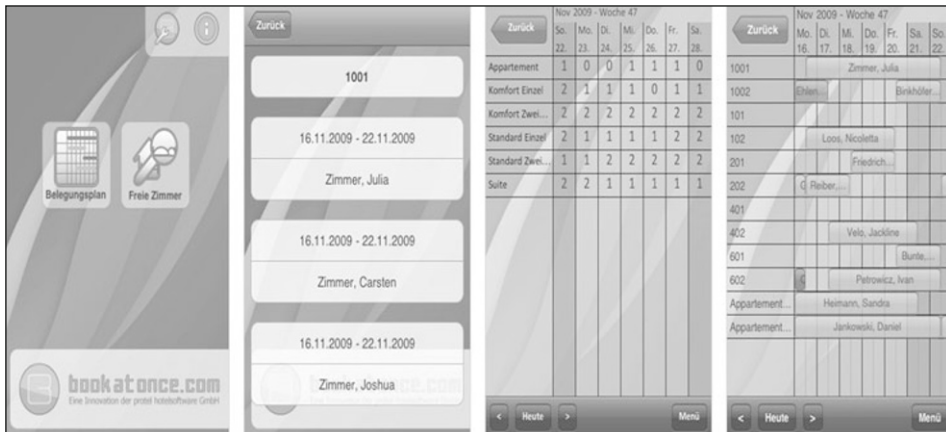 Belegungsplan
Freie Zimmer
bookatonce.com
Eine Innovation der protel hotelsoftware GmbH
Zurück
1001
16.11.2009 - 22.11.2009
Zimmer, Julia
16.11.2009 - 22.11.2009
Zimmer, Carsten
16.11.2009 - 22.11.2009
Zimmer, Joshua
Zurück
Nov 2009 - Woche 47
So. Mo. Di. Mi. Do. Fr. Sa.
22. 23. 24. 25. 26. 27. 28.
Appartement 1 0 0 1 1 1 0
Komfort Einzel 2 1 1 1 0 1 1
Komfort Zwei... 2 2 2 2 2 2 2
Standard Einzel 2 1 1 1 1 2 2
Standard Zwei... 1 1 2 2 2 2 2
Suite 2 2 1 1 1 1 1
< Heute > Menü
Zurück
Nov 2009 - Woche 47
Mo. Di. Mi. Do. Fr. Sa. So.
16. 17. 18. 19. 20. 21. 22.
1001 Zimmer, Julia
1002 Ehlen,... Binkhöfer...
101
102 Loos, Nicoletta
201 Friedrich...
202 Reiber,...
401
402 Velo, Jackline
601 Bunte,...
602 Petrowicz, Ivan
Appartement... Heimann, Sandra
Appartement... Jankowski, Daniel
< Heute > Menü